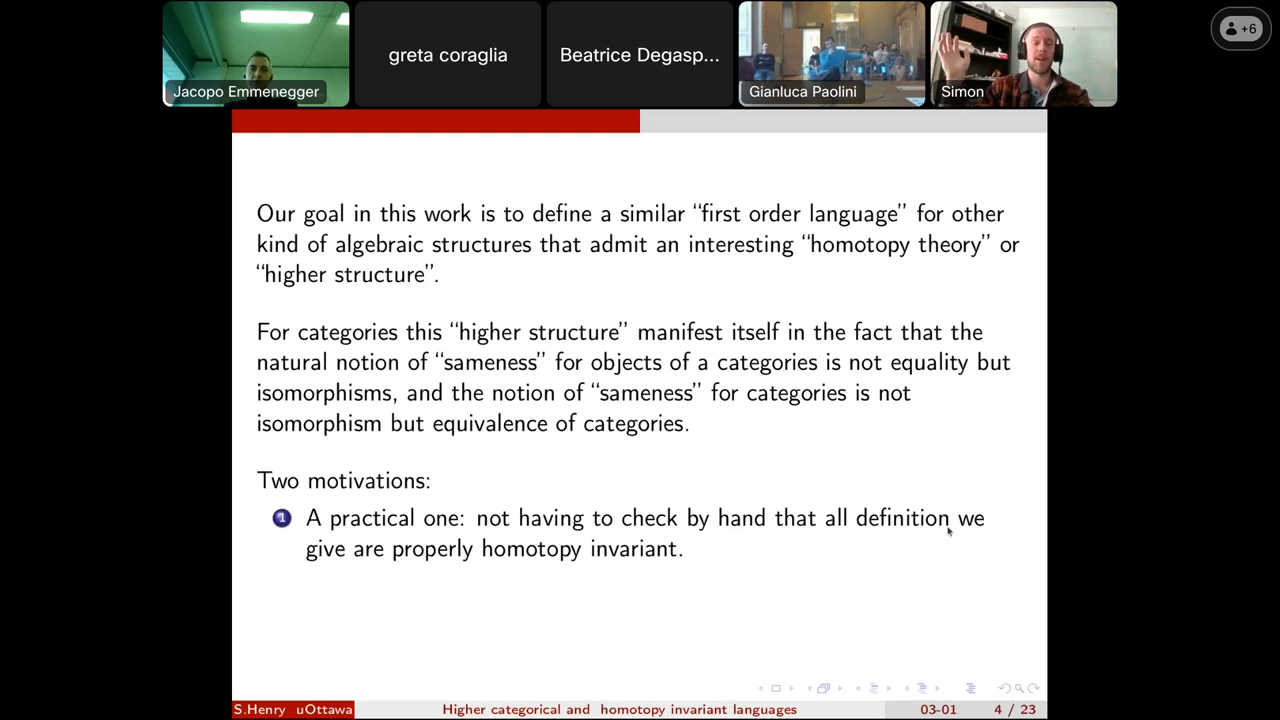 greta coraglia
Beatrice Degasp...
+6
Jacopo Emmenegger
Gianluca Paolini
Simon
Our goal in this work is to define a similar “first order language” for other
kind of algebraic structures that admit an interesting “homotopy theory” or
“higher structure”.
For categories this “higher structure” manifest itself in the fact that the
natural notion of “sameness” for objects of a categories is not equality but
isomorphisms, and the notion of “sameness” for categories is not
isomorphism but equivalence of categories.
Two motivations:
1 A practical one: not having to check by hand that all definition we
give are properly homotopy invariant.
S.Henry uOttawa Higher categorical and homotopy invariant languages 03-01 4 / 23